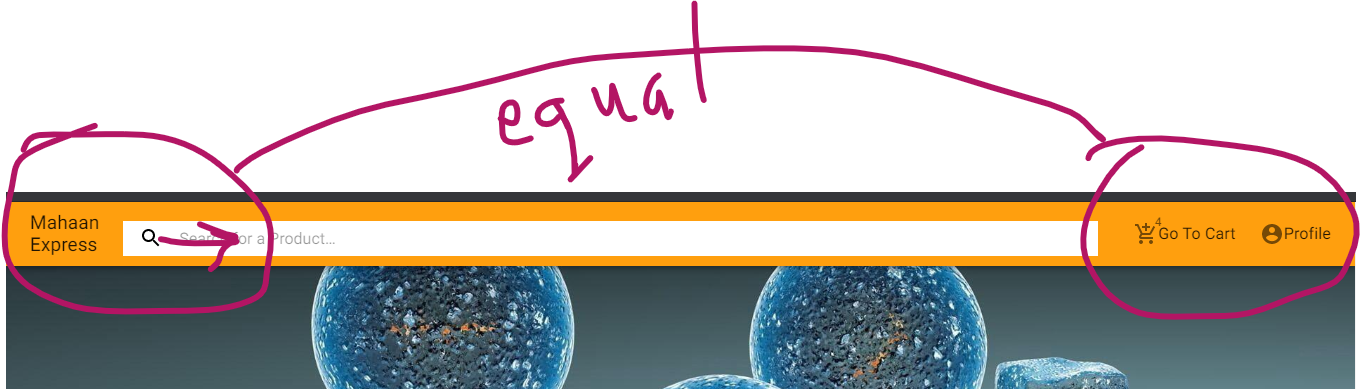 equal
Mahaan
Express
Search for a Product...
4
Go To Cart
Profile